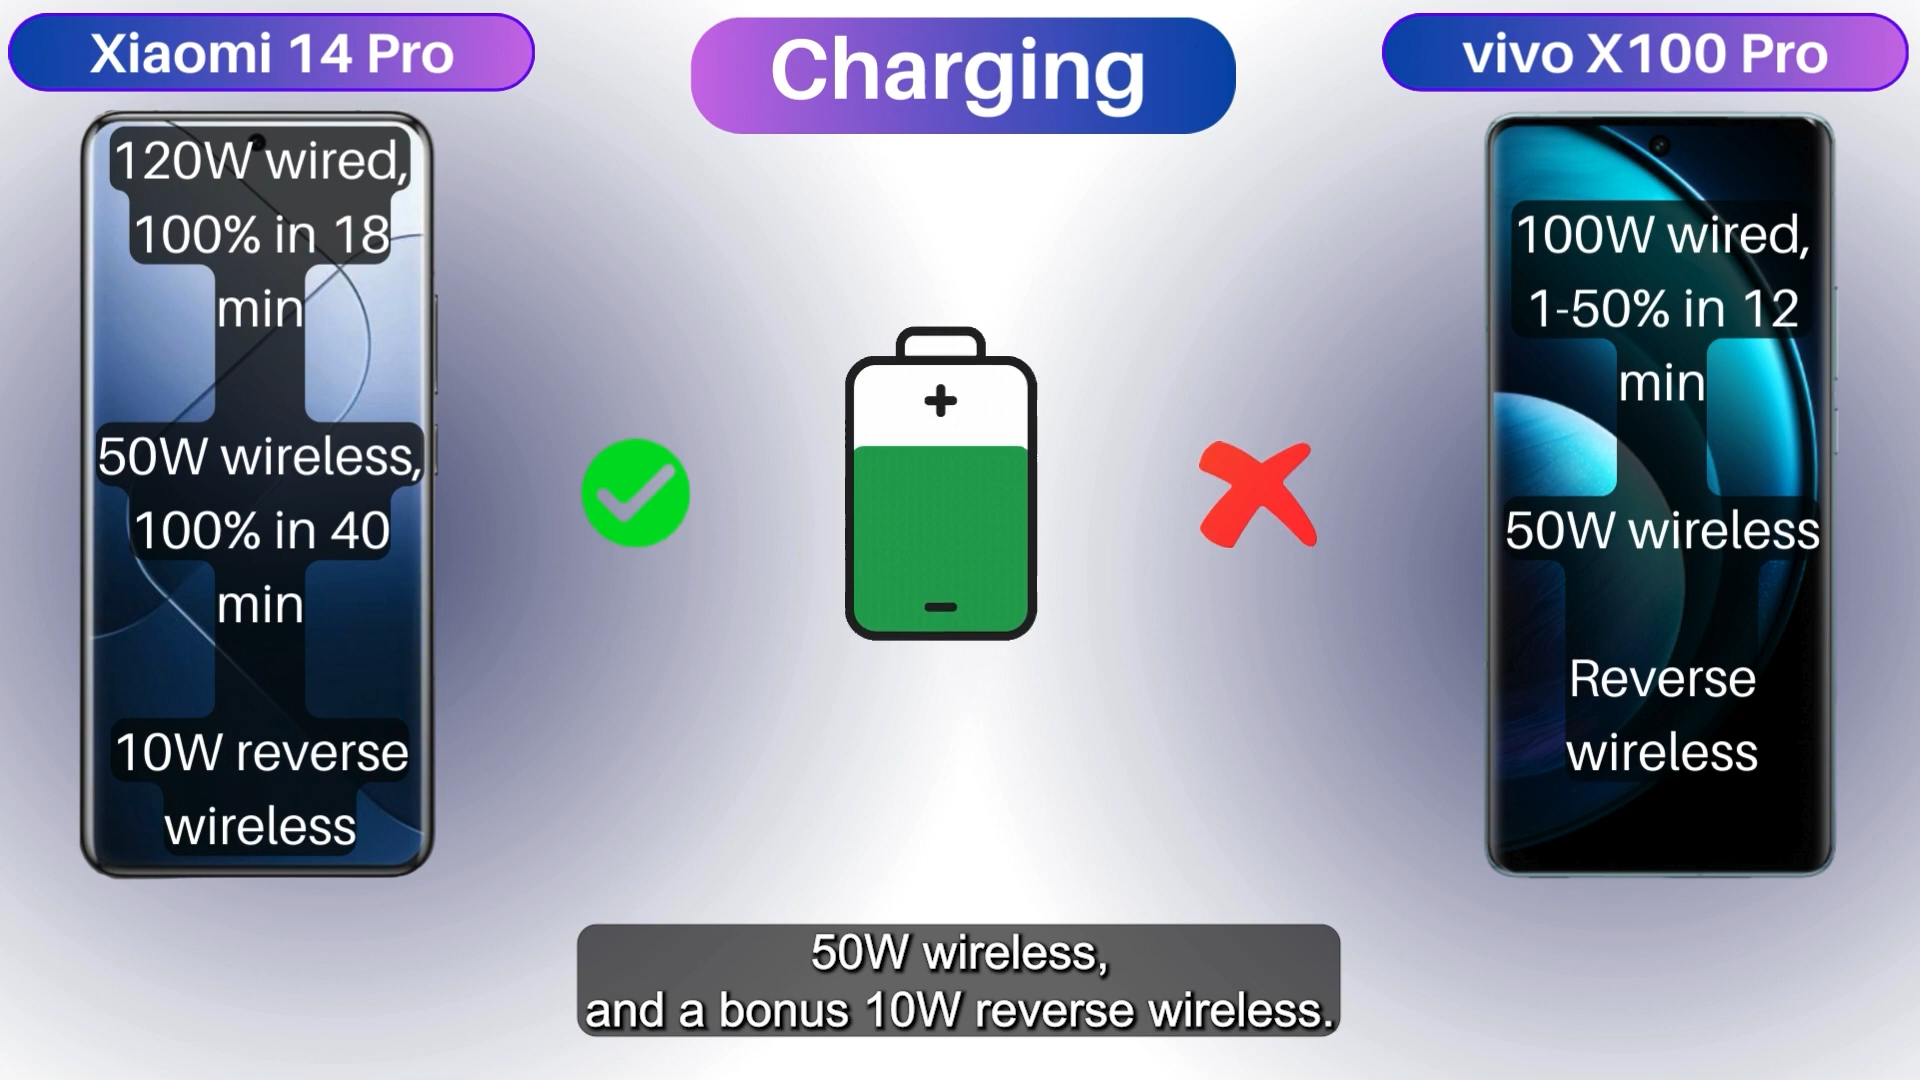 Xiaomi 14 Pro
Charging
vivo X100 Pro
120W wired,
100% in 18
min
50W wireless,
100% in 40
min
10W reverse
wireless
100W wired,
1-50% in 12
min
50W wireless
Reverse
wireless
50W wireless,
and a bonus 10W reverse wireless.